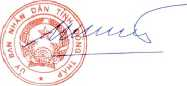 ỦY BAN NHÂN DÂN TỈNH ĐỒNG THÁP